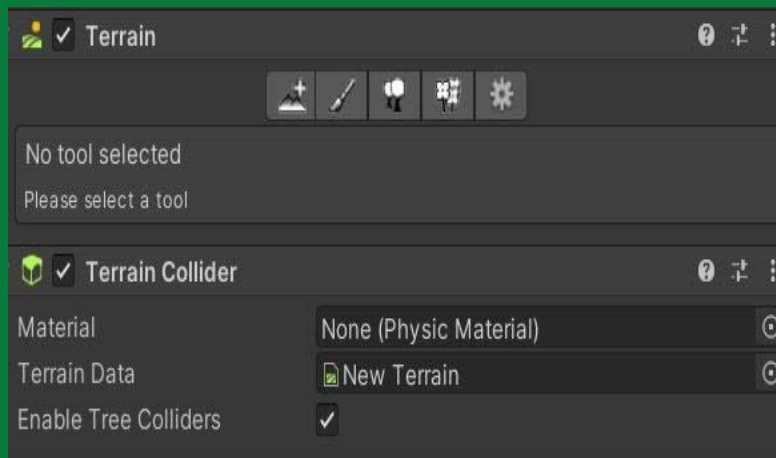 Terrain
No tool selected
Please select a tool
Terrain Collider
Material None (Physic Material)
Terrain Data New Terrain
Enable Tree Colliders